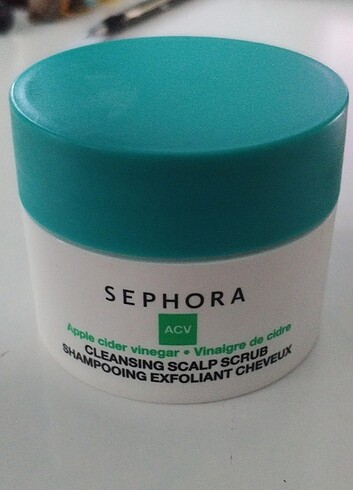 SEPHORA
ACV
Apple cider vinegar • Vinaigre de cidre
CLEANSING SCALP SCRUB
SHAMPOOING EXFOLIANT CHEVEUX